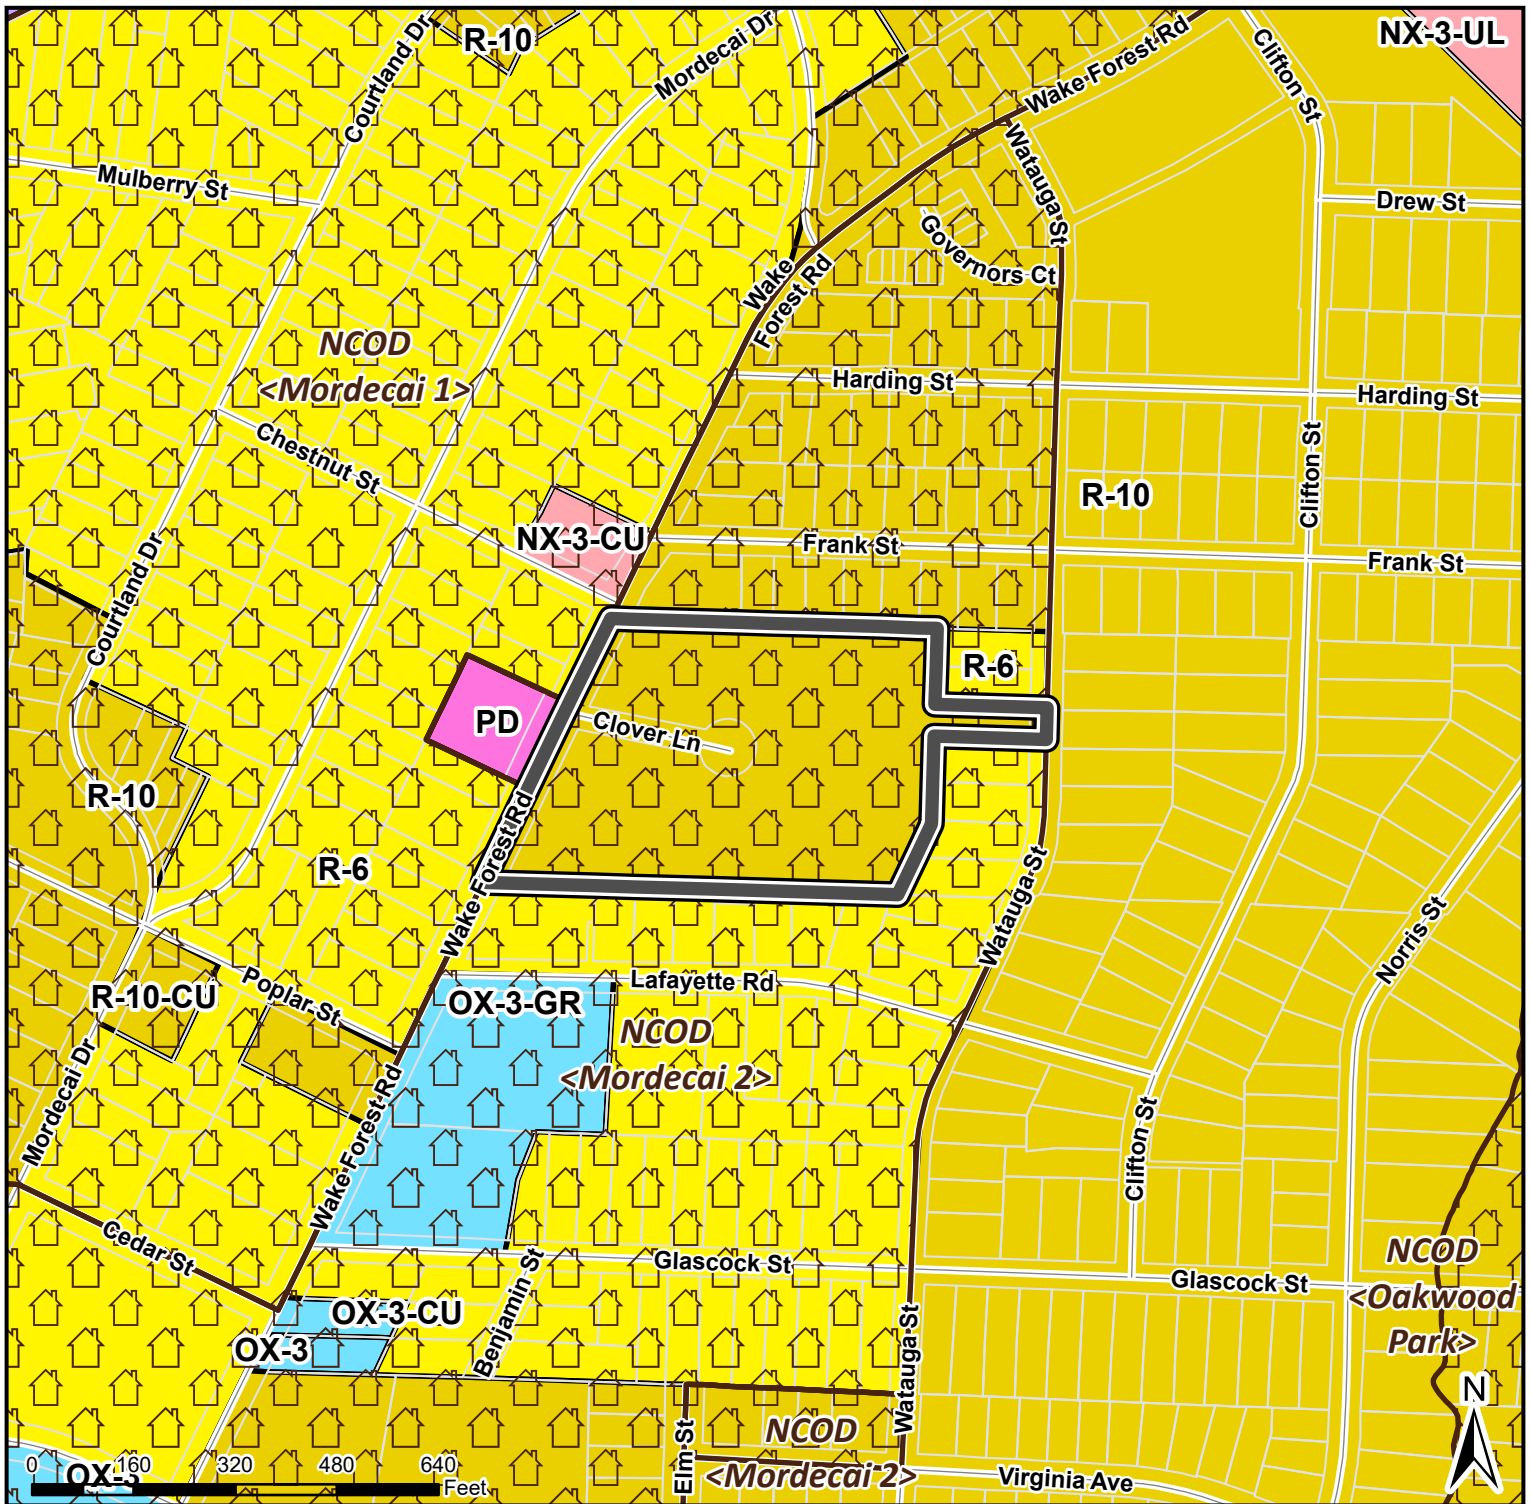 R-10
Courtland Dr
Mordecai Dr
Wake Forest Rd
Clifton St
NX-3-UL
Mulberry St
Watauga St
Drew St
Governors Ct
Wake
Forest Rd
NCOD
<Mordecai 1>
Harding St
Harding St
Chestnut St
Clifton St
R-10
NX-3-CU
Frank St
Frank St
Courtland Dr
R-6
PD
Clover Ln
R-10
R-6
Wake Forest Rd
Watauga St
Norris St
R-10-CU
Poplar St
OX-3-GR
Lafayette Rd
NCOD
<Mordecai 2>
Mordecai Dr
Wake Forest Rd
Clifton St
Cedar St
Glascock St
Glascock St
NCOD
<Oakwood
Park>
OX-3-CU
OX-3
Benjamin St
Watauga St
N
NCOD
<Mordecai 2>
Elm St
Virginia Ave
OX-3
0 160 320 480 640
Feet